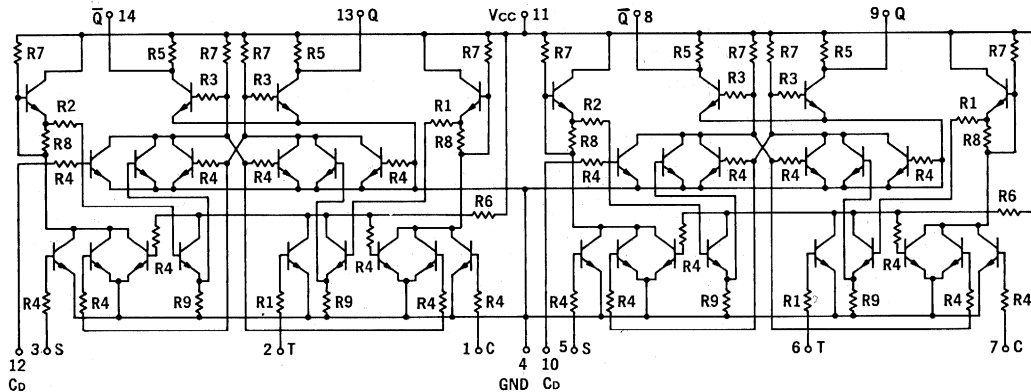 Q 14
13 Q
VCC 11
Q 8
9 Q
R7 R5 R7 R7 R5 R7 R7 R5 R7 R7 R5 R7
R3 R3 R3 R3
R2 R1 R2 R1
R8 R8 R8 R8
R4 R4 R4 R4 R4 R4 R4 R4
R6 R6
R4 R4 R4 R4
R4 R4 R9 R1 R9 R4 R4 R4 R4 R9 R1 R9 R4 R4
12 CD
3 S
2 T
1 C
4 GND
10 CD
5 S
6 T
7 C